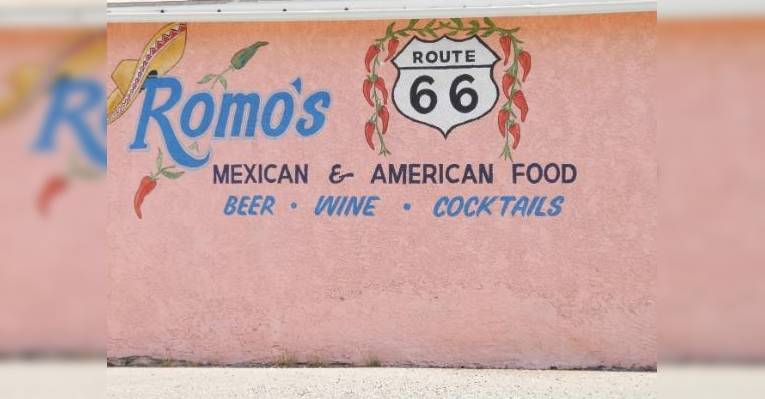 Romo's
ROUTE
66
MEXICAN & AMERICAN FOOD
BEER • WINE • COCKTAILS